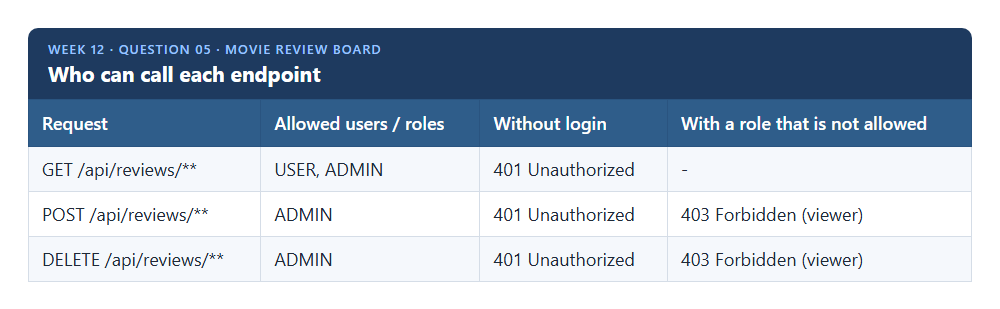 WEEK 12 · QUESTION 05 · MOVIE REVIEW BOARD
Who can call each endpoint
Request Allowed users / roles Without login With a role that is not allowed
GET /api/reviews/** USER, ADMIN 401 Unauthorized -
POST /api/reviews/** ADMIN 401 Unauthorized 403 Forbidden (viewer)
DELETE /api/reviews/** ADMIN 401 Unauthorized 403 Forbidden (viewer)